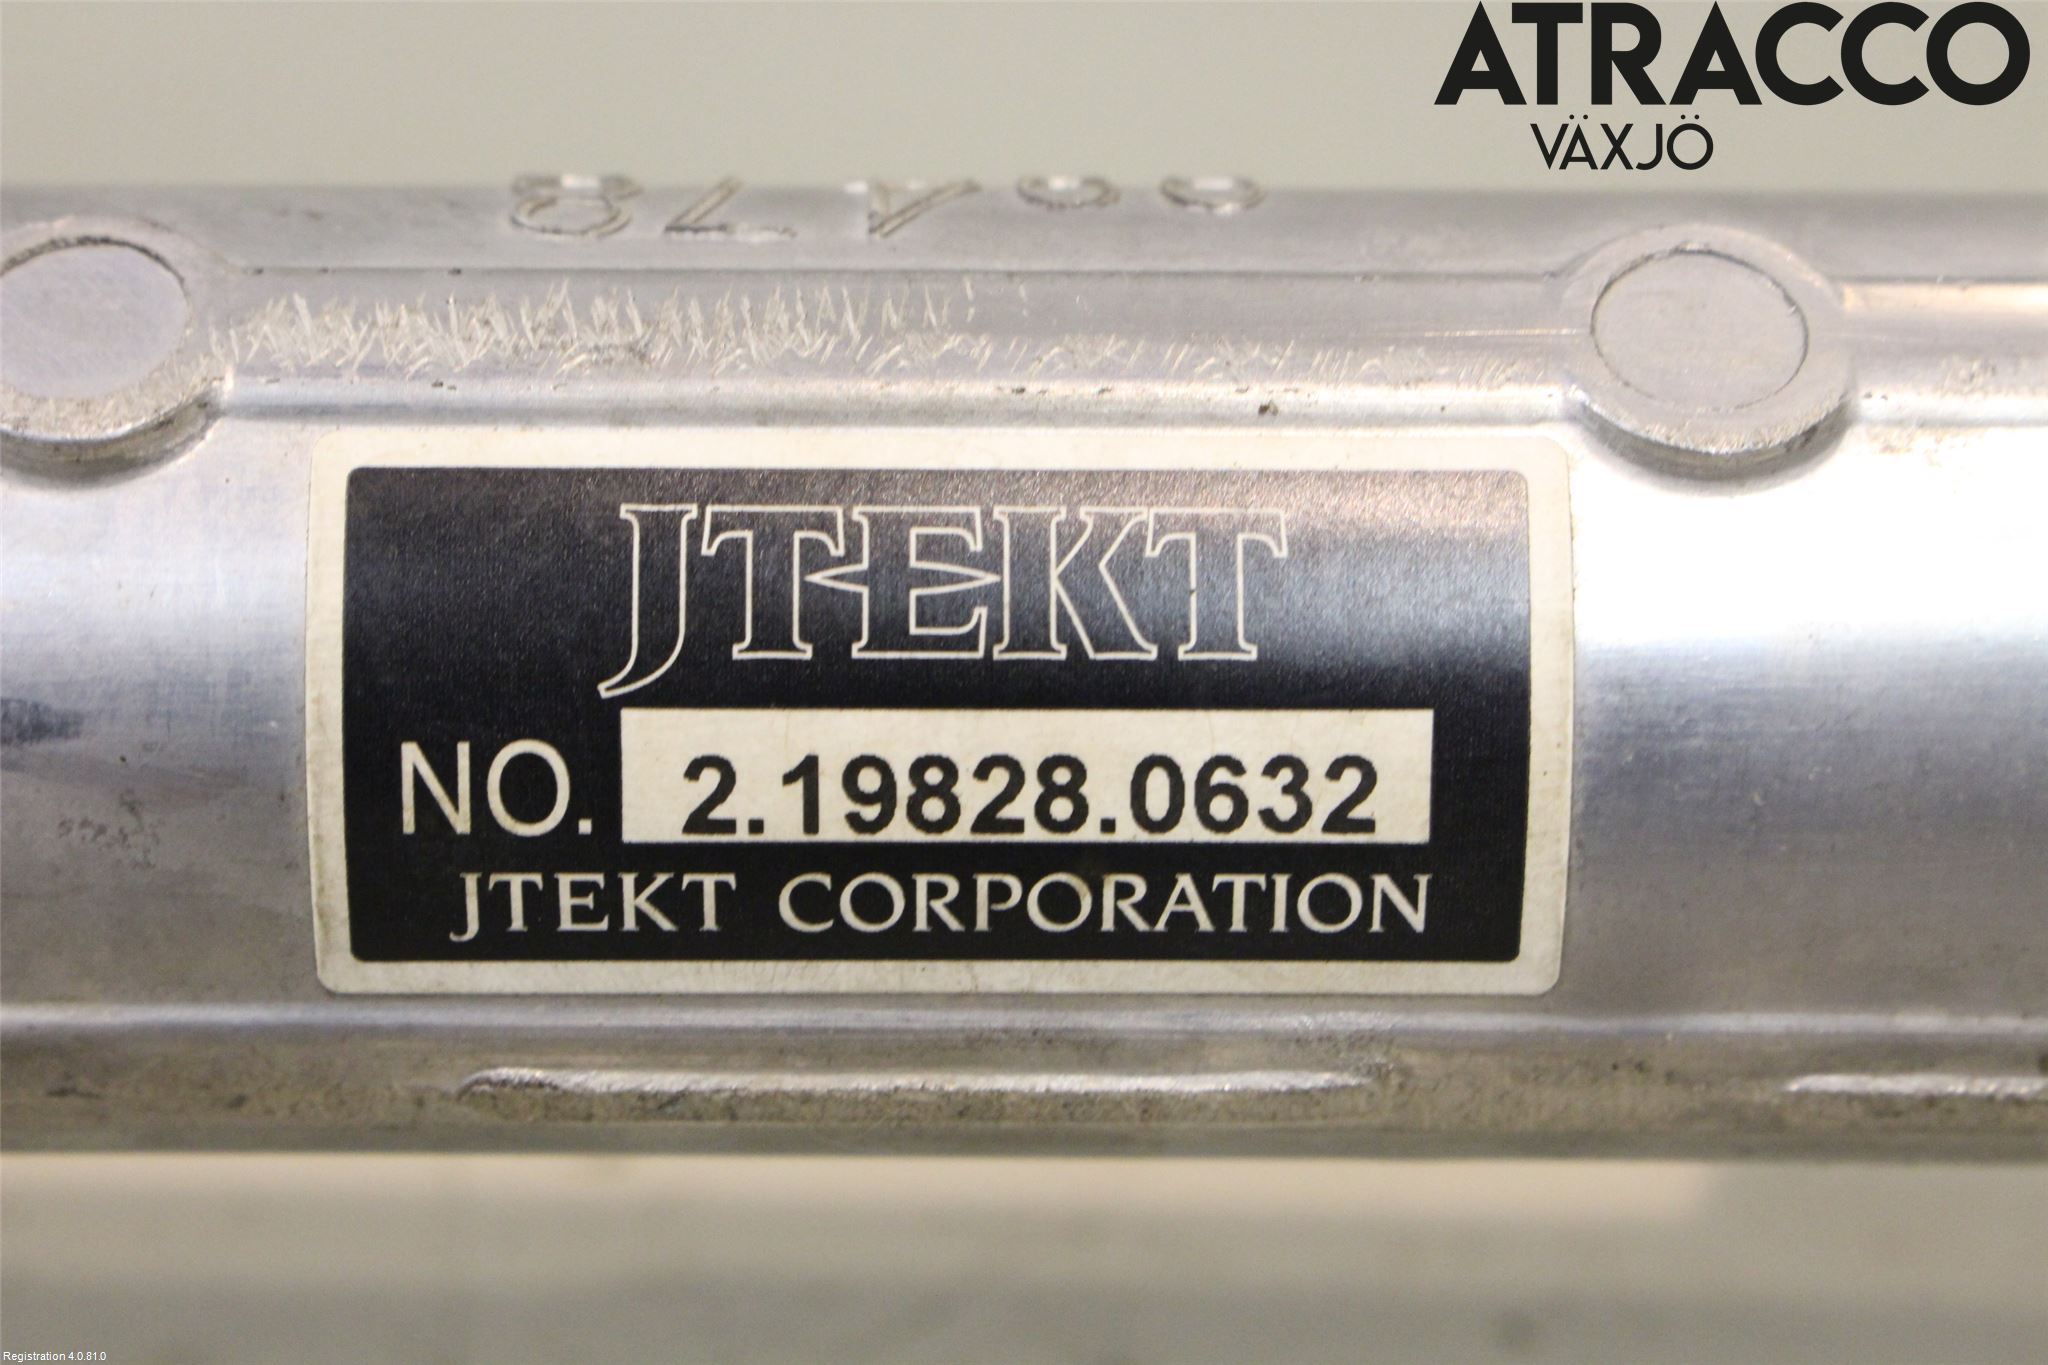 ATRACCO
VÄXJÖ
JTEKT
NO. 2.19828.0632
JTEKT CORPORATION
Registration 4.0.81.0